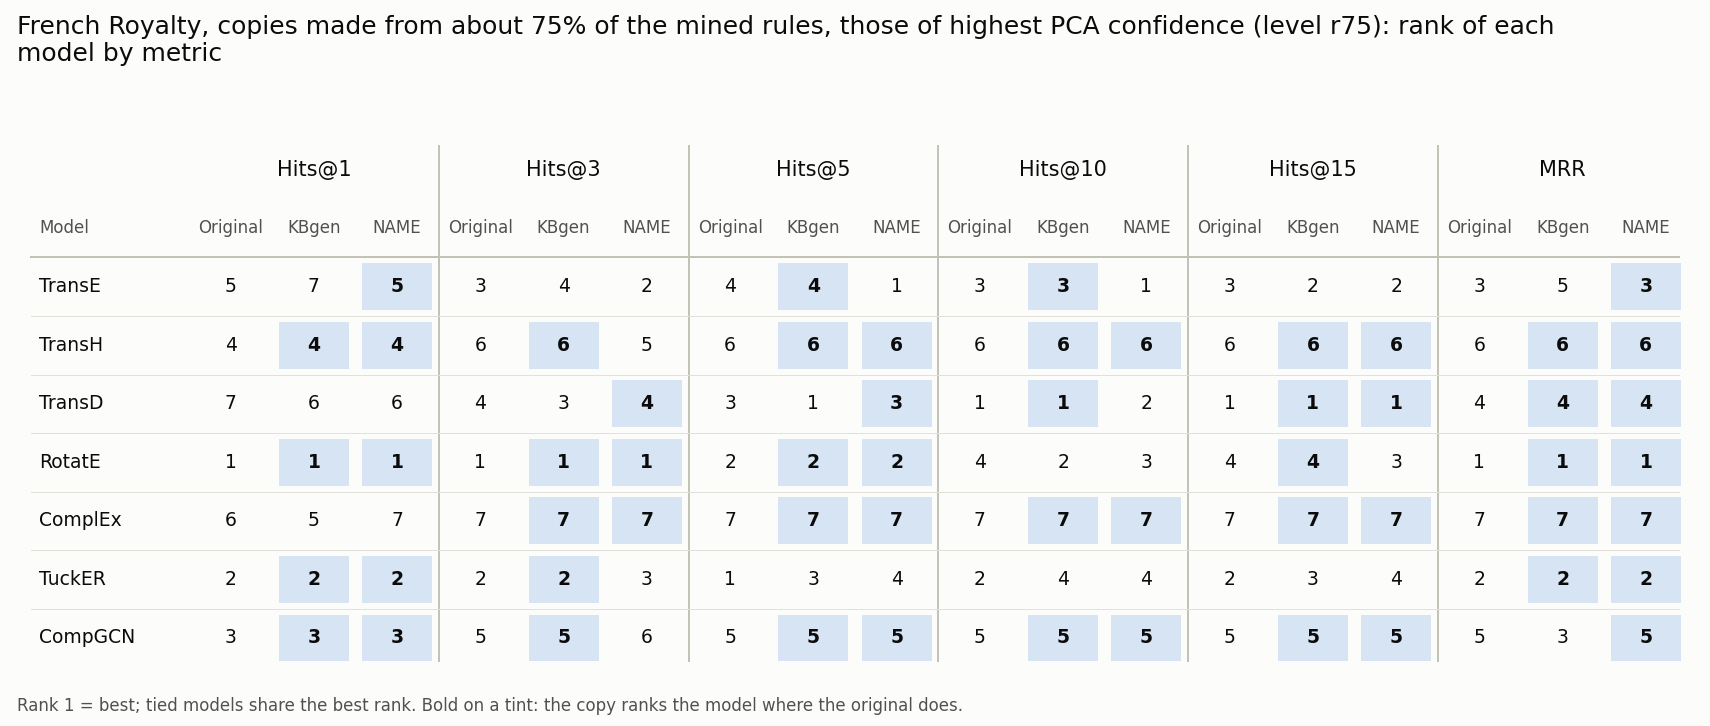 French Royalty, copies made from about 75% of the mined rules, those of highest PCA confidence (level r75): rank of each
model by metric
Hits@1 Hits@3 Hits@5 Hits@10 Hits@15 MRR
Model Original KBgen NAME Original KBgen NAME Original KBgen NAME Original KBgen NAME Original KBgen NAME Original KBgen NAME
TransE 5 7 5 3 4 2 4 4 1 3 3 1 3 2 2 3 5 3
TransH 4 4 4 6 6 5 6 6 6 6 6 6 6 6 6 6 6 6
TransD 7 6 6 4 3 4 3 1 3 1 1 2 1 1 1 4 4 4
RotatE 1 1 1 1 1 1 2 2 2 4 2 3 4 4 3 1 1 1
ComplEx 6 5 7 7 7 7 7 7 7 7 7 7 7 7 7 7 7 7
TuckER 2 2 2 2 2 3 1 3 4 2 4 4 2 3 4 2 2 2
CompGCN 3 3 3 5 5 6 5 5 5 5 5 5 5 5 5 5 3 5
Rank 1 = best; tied models share the best rank. Bold on a tint: the copy ranks the model where the original does.